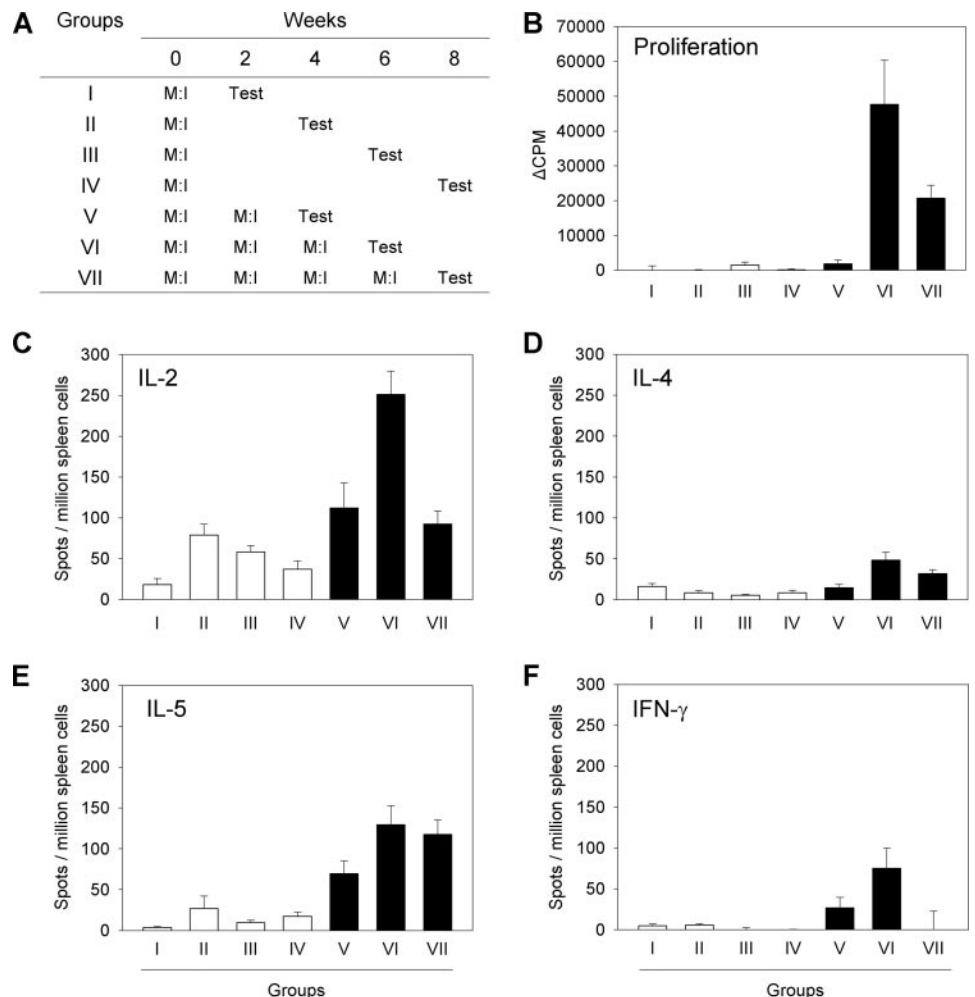 A Groups Weeks
0 2 4 6 8
I M:I Test
II M:I Test
III M:I Test
IV M:I Test
V M:I M:I Test
VI M:I M:I M:I Test
VII M:I M:I M:I M:I Test
B
Proliferation
ΔCPM
70000
60000
50000
40000
30000
20000
10000
0
I II III IV V VI VII
C
IL-2
Spots / million spleen cells
300
250
200
150
100
50
0
I II III IV V VI VII
D
IL-4
Spots / million spleen cells
300
250
200
150
100
50
0
I II III IV V VI VII
E
IL-5
Spots / million spleen cells
300
250
200
150
100
50
0
I II III IV V VI VII
Groups
F
IFN-γ
Spots / million spleen cells
300
250
200
150
100
50
0
I II III IV V VI VII
Groups